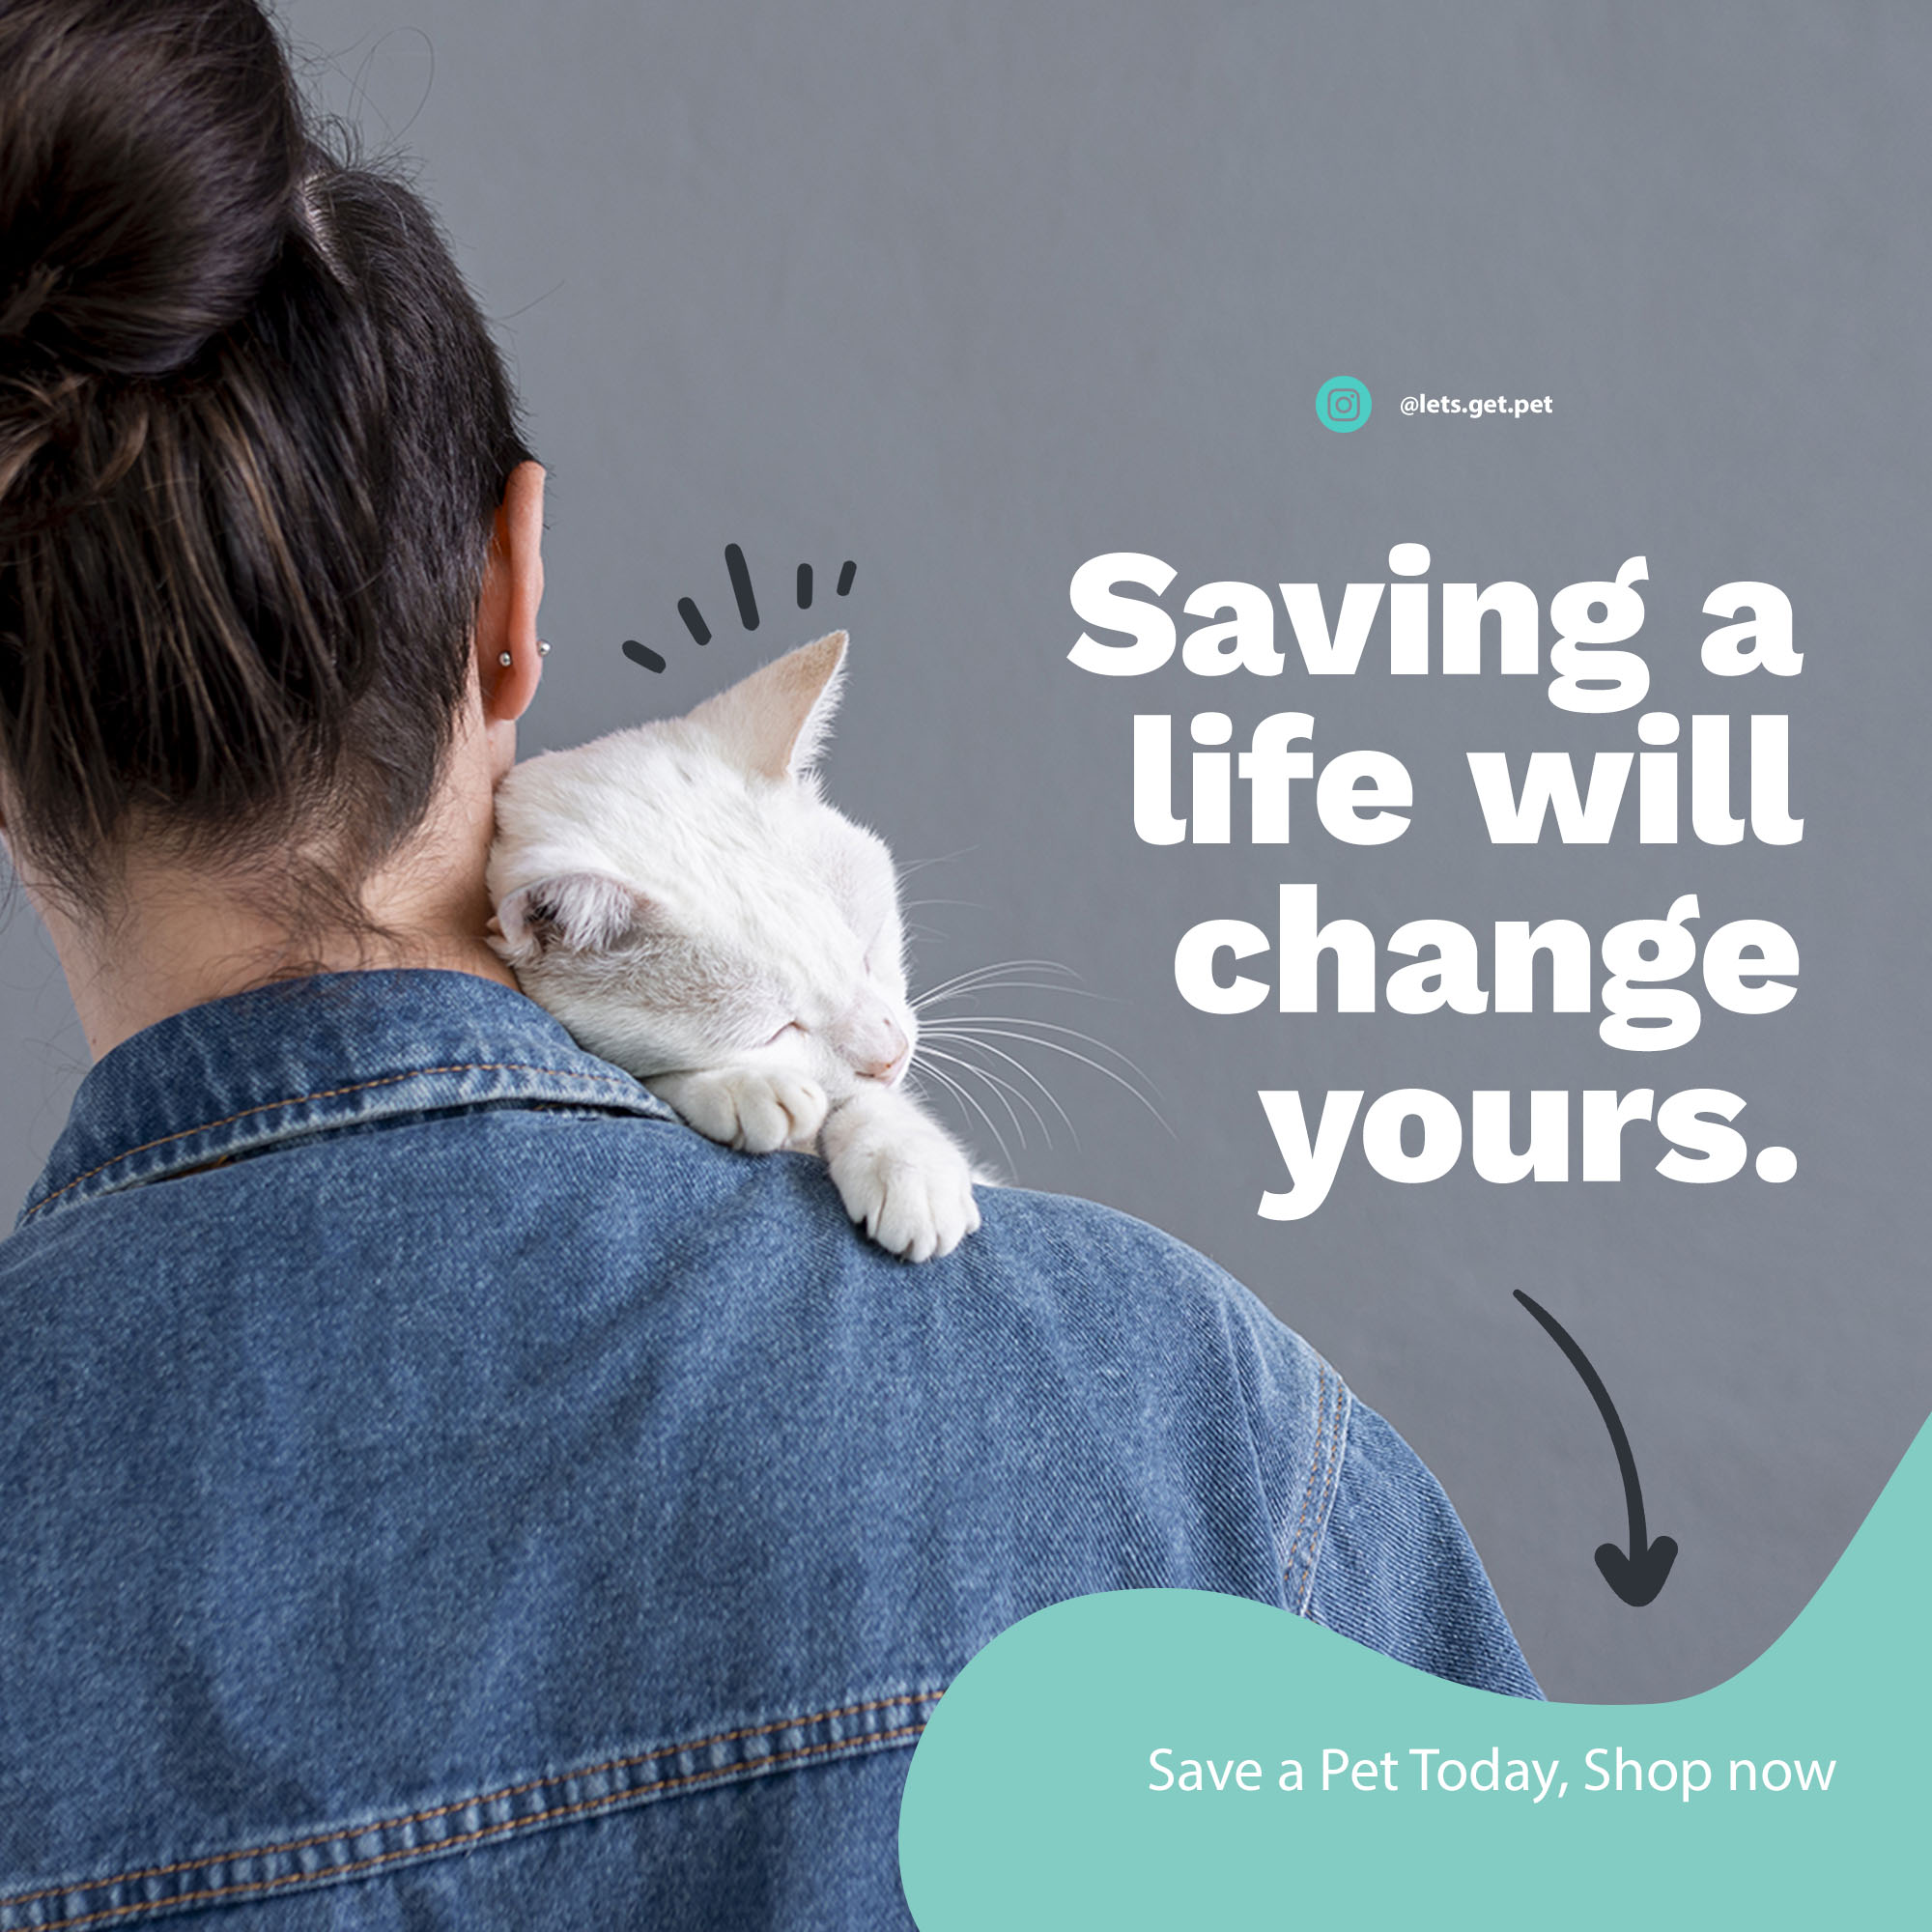 @lets.get.pet
Saving a
life will
change
yours.
Save a Pet Today, Shop now